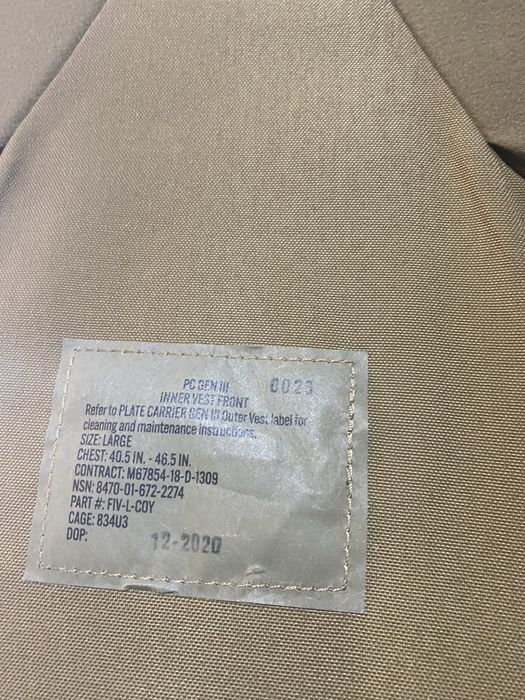 PC GEN III 0023
INNER VEST FRONT
Refer to PLATE CARRIER GEN III Outer Vest label for
cleaning and maintenance instructions.
SIZE: LARGE
CHEST: 40.5 IN. - 46.5 IN.
CONTRACT: M67854-18-D-1309
NSN: 8470-01-672-2274
PART #: FIV-L-COY
CAGE: 834U3
DOP: 12-2020